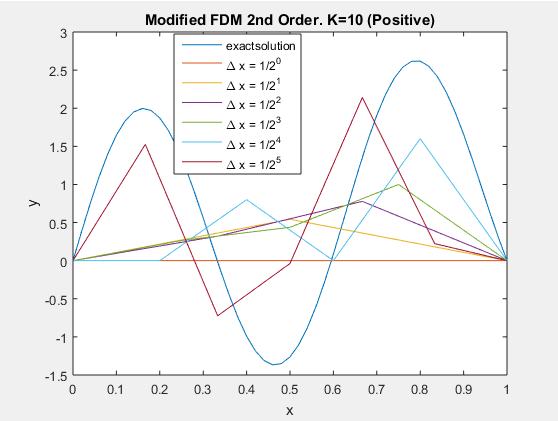 Modified FDM 2nd Order. K=10 (Positive)
exactsolution
Δ x = 1/2^0
Δ x = 1/2^1
Δ x = 1/2^2
Δ x = 1/2^3
Δ x = 1/2^4
Δ x = 1/2^5
3
2.5
2
1.5
1
0.5
0
-0.5
-1
-1.5
y
0 0.1 0.2 0.3 0.4 0.5 0.6 0.7 0.8 0.9 1
x